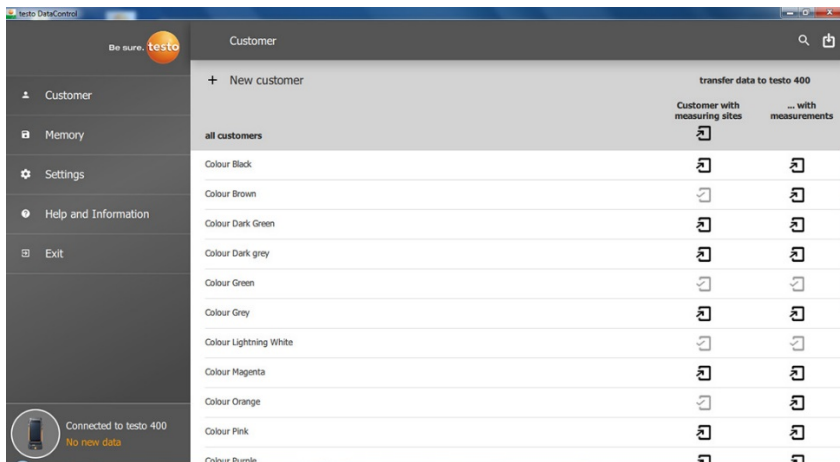 testo DataControl
Be sure. testo
Customer
Memory
Settings
Help and Information
Exit
Connected to testo 400
No new data
Customer
+ New customer
transfer data to testo 400
Customer with
measuring sites
... with
measurements
all customers
Colour Black
Colour Brown
Colour Dark Green
Colour Dark grey
Colour Green
Colour Grey
Colour Lightning White
Colour Magenta
Colour Orange
Colour Pink
Colour Purple